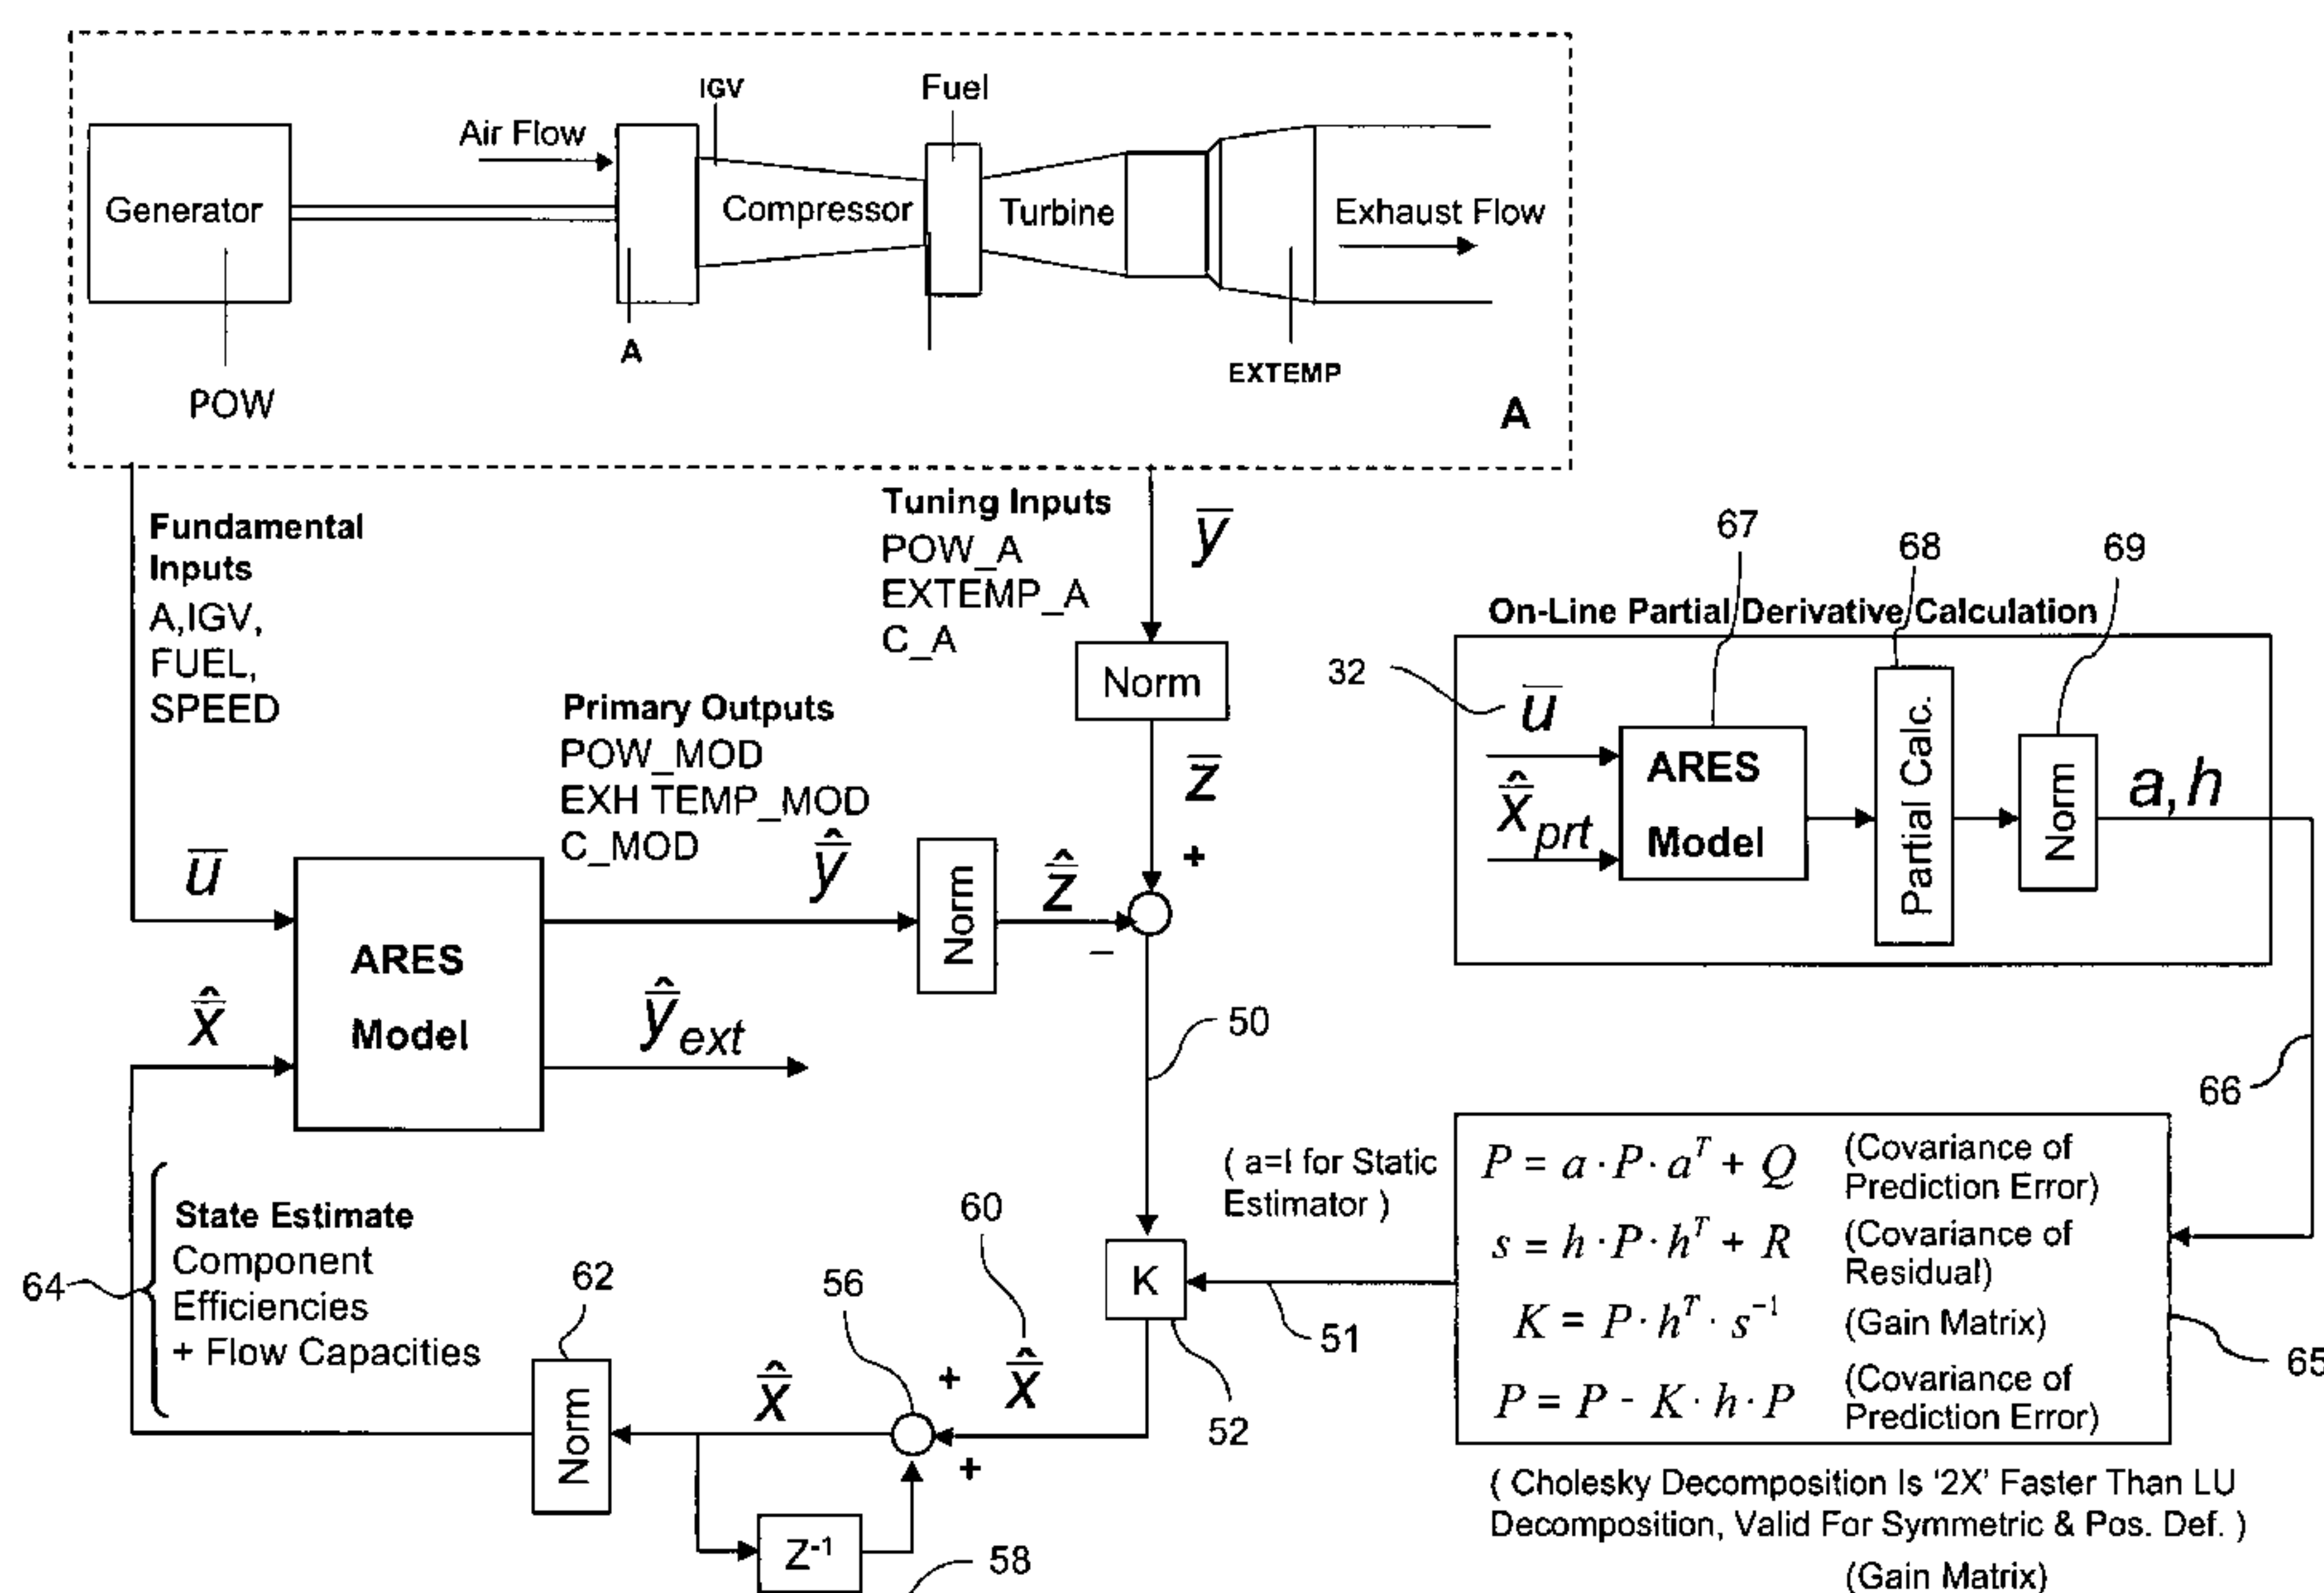 IGV
Fuel
Air Flow
Generator
Compressor
Turbine
Exhaust Flow
A
EXTEMP
POW
A
Fundamental
Inputs
A,IGV,
FUEL,
SPEED
Tuning Inputs
POW_A
EXTEMP_A
C_A
y̅
Norm
z̅
+
Primary Outputs
POW_MOD
EXH TEMP_MOD
C_MOD
u̅
x̅̂
ARES
Model
y̅̂
y̅̂ext
Norm
z̅̂
–
50
67
68
69
On-Line Partial Derivative Calculation
32
u̅
x̅̂prt
ARES
Model
Partial Calc.
Norm
a,h
66
( a=I for Static
Estimator )
P = a · P · aᵀ + Q (Covariance of
Prediction Error)
s = h · P · hᵀ + R (Covariance of
Residual)
K = P · hᵀ · s⁻¹ (Gain Matrix)
P = P - K · h · P (Covariance of
Prediction Error)
65
( Cholesky Decomposition Is '2X' Faster Than LU
Decomposition, Valid For Symmetric & Pos. Def. )
(Gain Matrix)
K
51
52
60
x̅̂
+
+
56
x̅̂
62
Norm
Z⁻¹
58
64
State Estimate
Component
Efficiencies
+ Flow Capacities